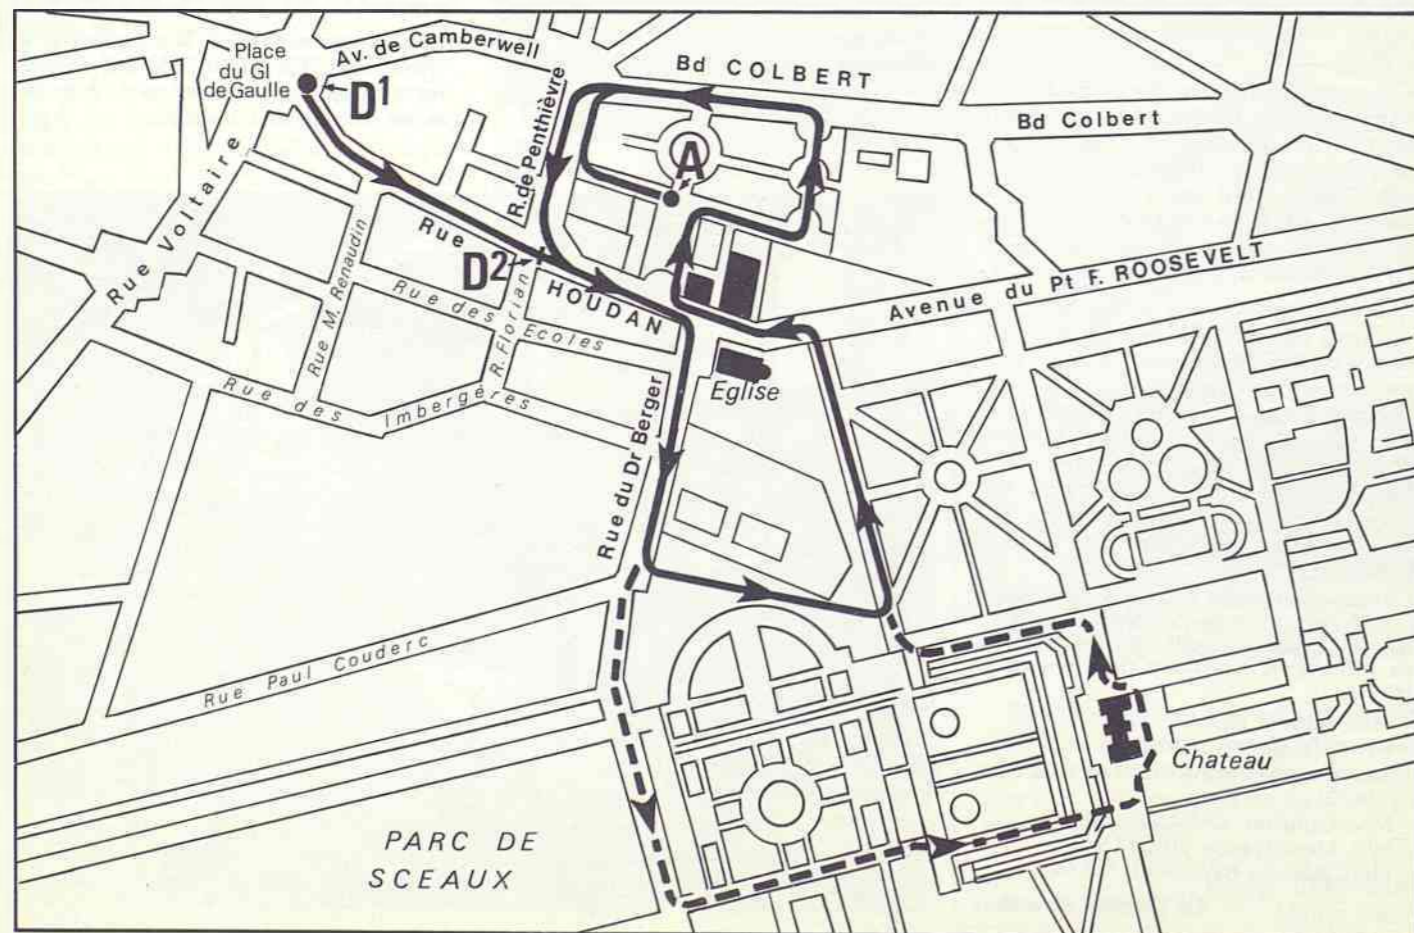 Place
du Gl
de Gaulle
Av. de Camberwell
D1
Bd COLBERT
Bd Colbert
R. de Penthièvre
A
Rue Voltaire
Rue HOUDAN
D2
Rue M. Renaudin
Rue des Ecoles
R. Florian
Rue des Imbergères
Avenue du Pt F. ROOSEVELT
Eglise
Rue du Dr Berger
Rue Paul Couderc
Chateau
PARC DE
SCEAUX